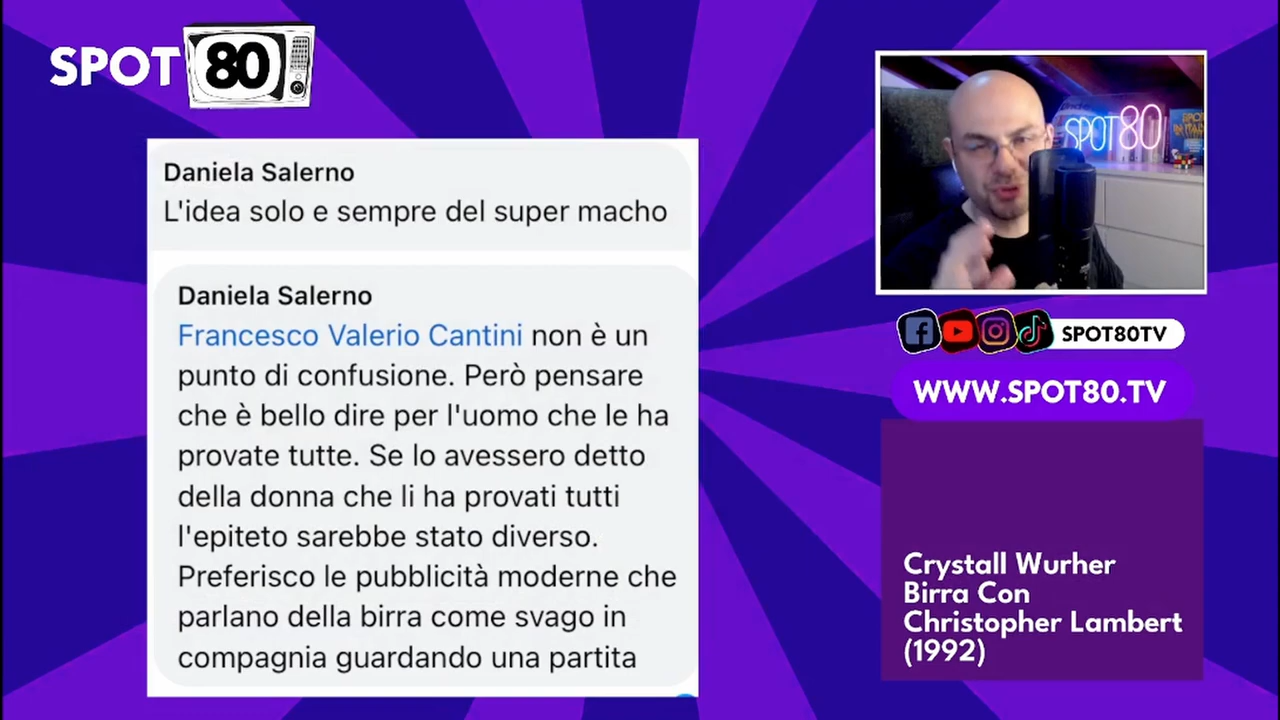 SPOT 80
Daniela Salerno
L'idea solo e sempre del super macho
Daniela Salerno
Francesco Valerio Cantini non è un
punto di confusione. Però pensare
che è bello dire per l'uomo che le ha
provate tutte. Se lo avessero detto
della donna che li ha provati tutti
l'epiteto sarebbe stato diverso.
Preferisco le pubblicità moderne che
parlano della birra come svago in
compagnia guardando una partita
SPOT80
SPOT80TV
WWW.SPOT80.TV
Crystall Wurher
Birra Con
Christopher Lambert
(1992)